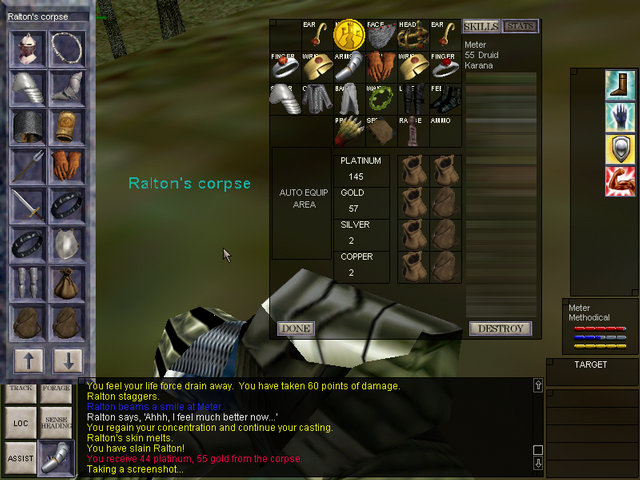 Ralton's corpse
EAR
FACE
HEAD
EAR
SKILLS
STATS
Meter
55 Druid
Karana
FINGER
ARMS
FINGER
RANGE
AMMO
PLATINUM
145
GOLD
57
SILVER
2
COPPER
2
AUTO EQUIP
AREA
Ralton's corpse
DONE
DESTROY
Meter
Methodical
TARGET
TRACK
FORAGE
LOC
SENSE
HEADING
ASSIST
You feel your life force drain away. You have taken 60 points of damage.
Ralton staggers.
Ralton beams a smile at Meter
Ralton says, 'Ahhh, I feel much better now...'
You regain your concentration and continue your casting.
Ralton's skin melts.
You have slain Ralton!
You receive 44 platinum, 55 gold from the corpse.
Taking a screenshot...